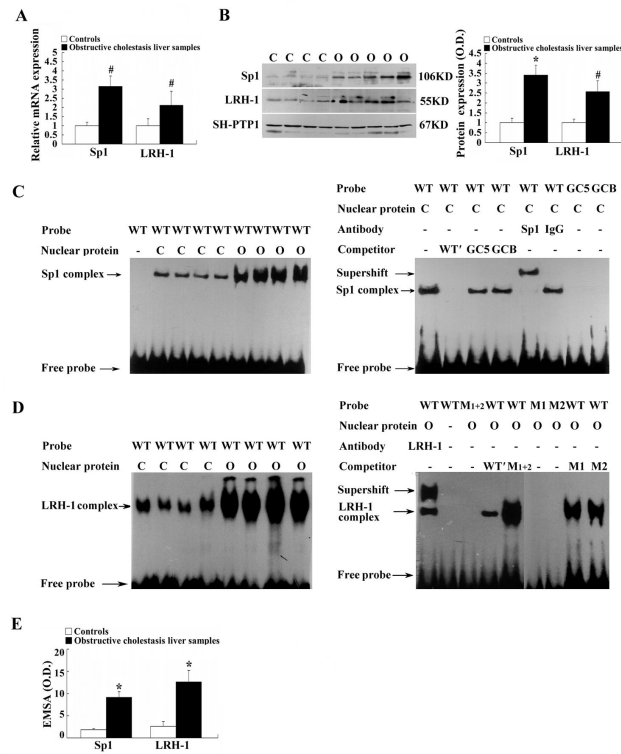 A
Controls
Obstructive cholestasis liver samples
Relative mRNA expression
5
4.5
4
3.5
3
2.5
2
1.5
1
0.5
0
#
#
Sp1 LRH-1
B
C C C C O O O O O O
Sp1 106KD
LRH-1 55KD
SH-PTP1 67KD
Controls
Obstructive cholestasis liver samples
Protein expression (O.D.)
4.5
4
3.5
3
2.5
2
1.5
1
0.5
0
*
#
Sp1 LRH-1
C
Probe WT WT WT WT WT WT WT WT WT
Nuclear protein - C C C C O O O O
Sp1 complex
Free probe
Probe WT WT WT WT WT WT GC5 GCB
Nuclear protein C C C C C C C C
Antibody Sp1 IgG - -
Competitor - WT' GC5 GCB - - - -
Supershift
Sp1 complex
Free probe
D
Probe WT WT WT WT WT WT WT WT
Nuclear protein C C C C O O O O
LRH-1 complex
Free probe
Probe WT WT M1+2 WT WT M1 M2 WT WT
Nuclear protein O - O O O O O O O
Antibody LRH-1 - - - - - - - -
Competitor - - - WT' M1+2 - - M1 M2
Supershift
LRH-1
complex
Free probe
E
Controls
Obstructive cholestasis liver samples
EMSA (O.D.)
20
15
10
5
0
*
*
Sp1 LRH-1